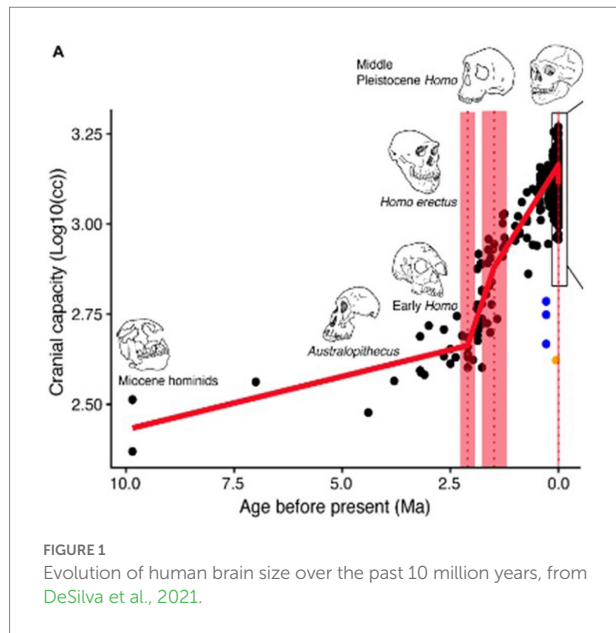 A
Middle
Pleistocene Homo
3.25
3.00
2.75
2.50
Cranial capacity (Log10(cc))
Homo erectus
Early Homo
Australopithecus
Miocene hominids
10.0
7.5
5.0
2.5
0.0
Age before present (Ma)
FIGURE 1
Evolution of human brain size over the past 10 million years, from
DeSilva et al., 2021.